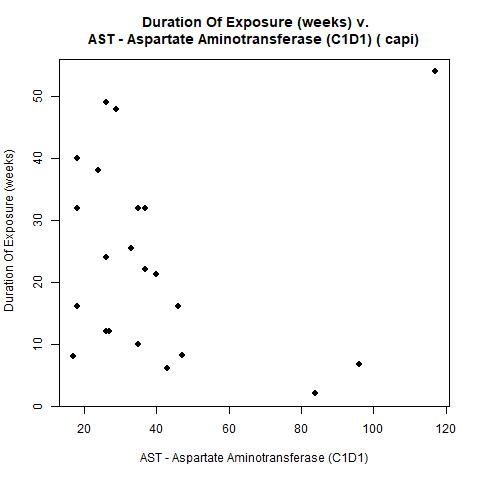 Duration Of Exposure (weeks) v.
AST - Aspartate Aminotransferase (C1D1) ( capi)
Duration Of Exposure (weeks)
50
40
30
20
10
0
20 40 60 80 100 120
AST - Aspartate Aminotransferase (C1D1)